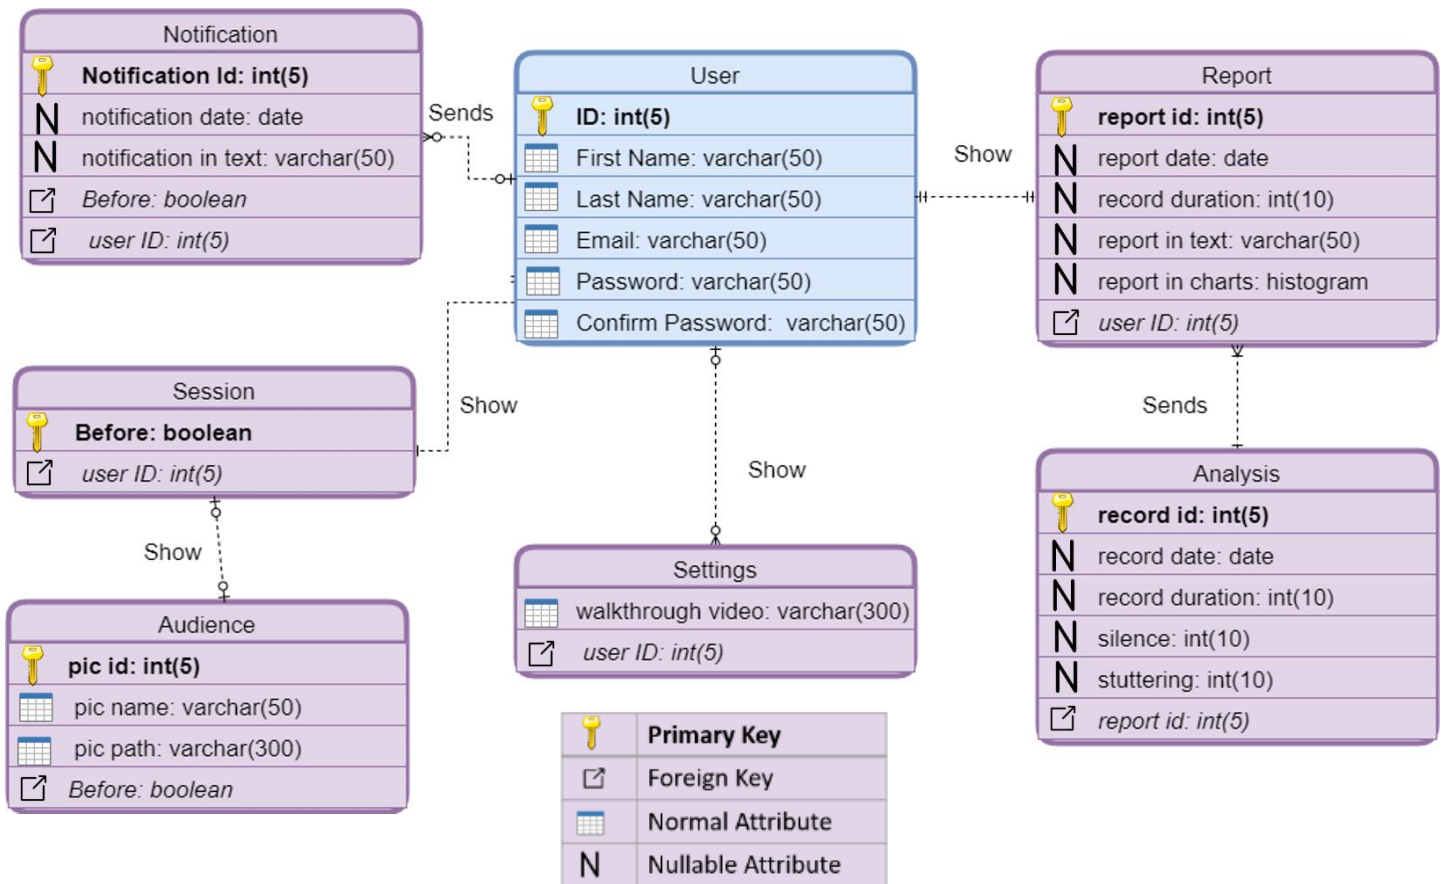 Notification
Notification Id: int(5)
notification date: date
notification in text: varchar(50)
Before: boolean
user ID: int(5)
Sends
User
ID: int(5)
First Name: varchar(50)
Last Name: varchar(50)
Email: varchar(50)
Password: varchar(50)
Confirm Password: varchar(50)
Show
Report
report id: int(5)
N report date: date
N record duration: int(10)
N report in text: varchar(50)
N report in charts: histogram
user ID: int(5)
Session
Before: boolean
user ID: int(5)
Show
Show
Audience
pic id: int(5)
pic name: varchar(50)
pic path: varchar(300)
Before: boolean
Show
Settings
walkthrough video: varchar(300)
user ID: int(5)
Sends
Analysis
record id: int(5)
N record date: date
N record duration: int(10)
N silence: int(10)
N stuttering: int(10)
report id: int(5)
Primary Key
Foreign Key
Normal Attribute
N Nullable Attribute